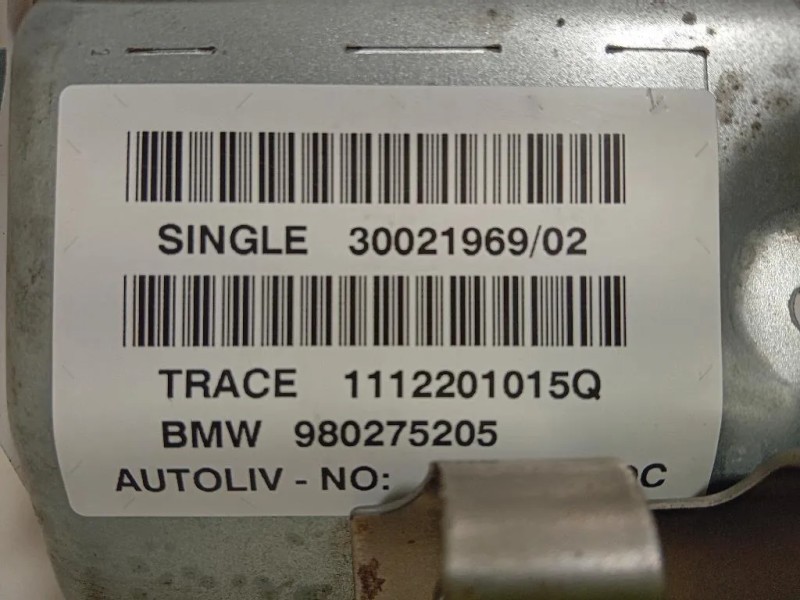 SINGLE 30021969/02
TRACE 1112201015Q
BMW 980275205
AUTOLIV - NO: